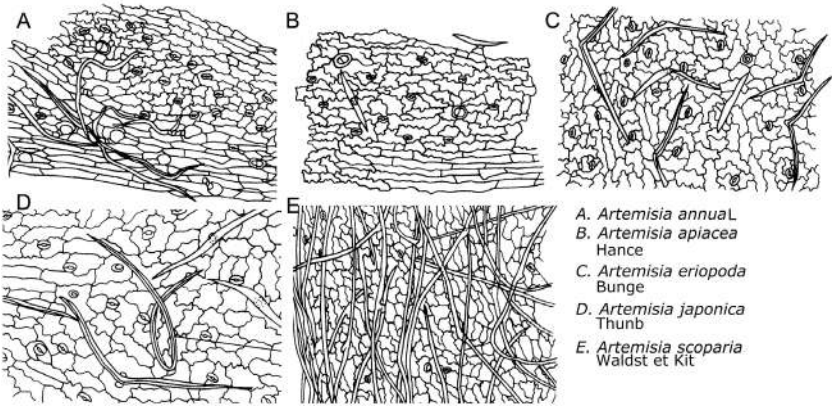 A
B
C
D
E
A. Artemisia annuaL
B. Artemisia apiacea
Hance
C. Artemisia eriopoda
Bunge
D. Artemisia japonica
Thunb
E. Artemisia scoparia
Waldst et Kit